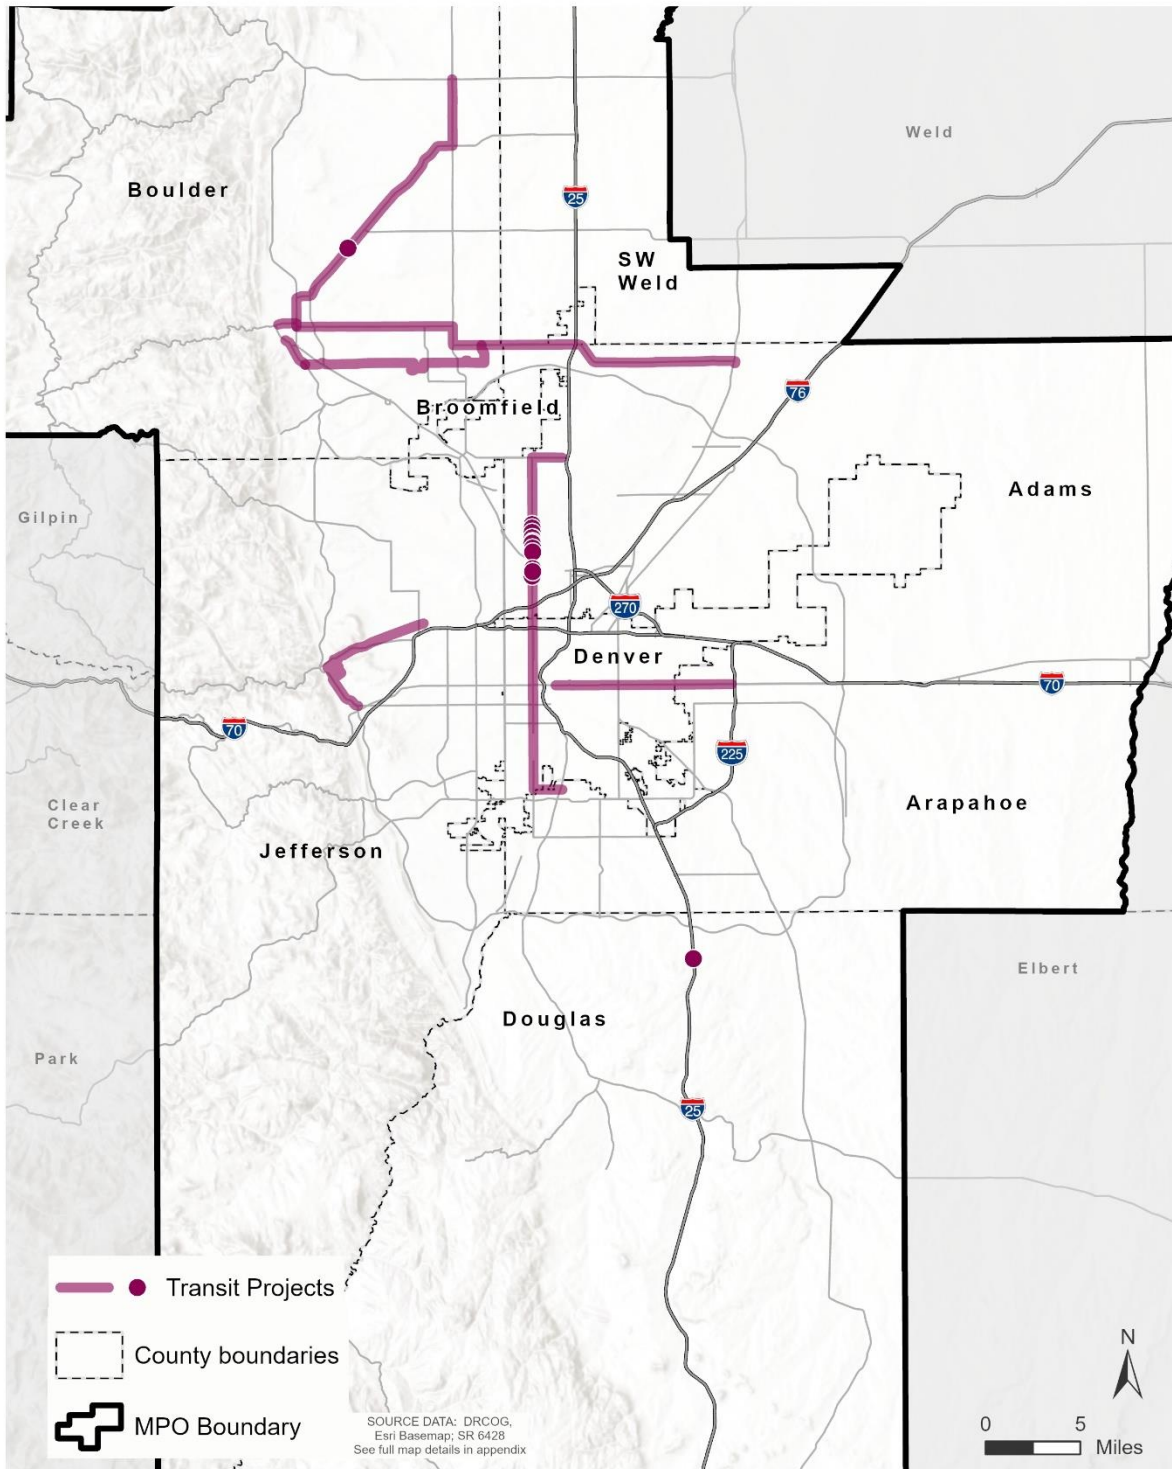 Weld
Boulder
25
SW
Weld
76
Broomfield
Adams
Gilpin
270
Denver
70
70
225
Clear
Creek
Arapahoe
Jefferson
Elbert
Douglas
Park
25
Transit Projects
County boundaries
MPO Boundary
SOURCE DATA: DRCOG,
Esri Basemap; SR 6428
See full map details in appendix
N
0 5
Miles